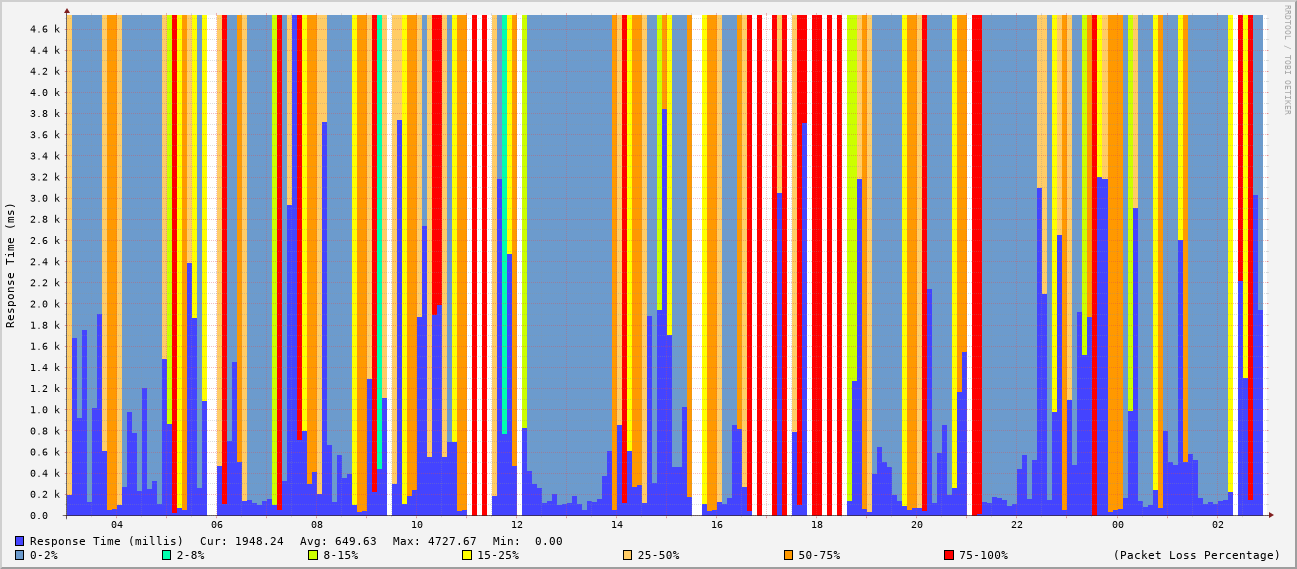 RRDTOOL / TOBI OETIKER
Response Time (ms)
4.6 k
4.4 k
4.2 k
4.0 k
3.8 k
3.6 k
3.4 k
3.2 k
3.0 k
2.8 k
2.6 k
2.4 k
2.2 k
2.0 k
1.8 k
1.6 k
1.4 k
1.2 k
1.0 k
0.8 k
0.6 k
0.4 k
0.2 k
0.0
04 06 08 10 12 14 16 18 20 22 00 02
Response Time (millis) Cur: 1948.24 Avg: 649.63 Max: 4727.67 Min: 0.00
0-2% 2-8% 8-15% 15-25% 25-50% 50-75% 75-100% (Packet Loss Percentage)